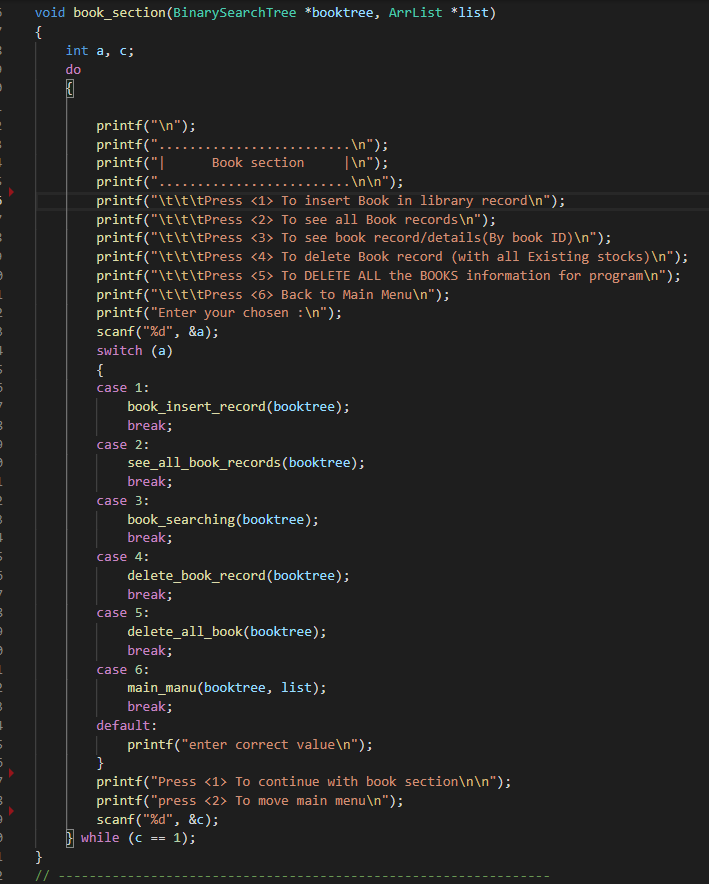 void book_section(BinarySearchTree *booktree, ArrList *list)
{
    int a, c;
    do
    {

        printf("\n");
        printf(".........................\n");
        printf("|      Book section     |\n");
        printf(".........................\n\n");
        printf("\t\t\tPress <1> To insert Book in library record\n");
        printf("\t\t\tPress <2> To see all Book records\n");
        printf("\t\t\tPress <3> To see book record/details(By book ID)\n");
        printf("\t\t\tPress <4> To delete Book record (with all Existing stocks)\n");
        printf("\t\t\tPress <5> To DELETE ALL the BOOKS information for program\n");
        printf("\t\t\tPress <6> Back to Main Menu\n");
        printf("Enter your chosen :\n");
        scanf("%d", &a);
        switch (a)
        {
        case 1:
            book_insert_record(booktree);
            break;
        case 2:
            see_all_book_records(booktree);
            break;
        case 3:
            book_searching(booktree);
            break;
        case 4:
            delete_book_record(booktree);
            break;
        case 5:
            delete_all_book(booktree);
            break;
        case 6:
            main_manu(booktree, list);
            break;
        default:
            printf("enter correct value\n");
        }
        printf("Press <1> To continue with book section\n\n");
        printf("press <2> To move main menu\n");
        scanf("%d", &c);
    } while (c == 1);
}
// ----------------------------------------------------------------